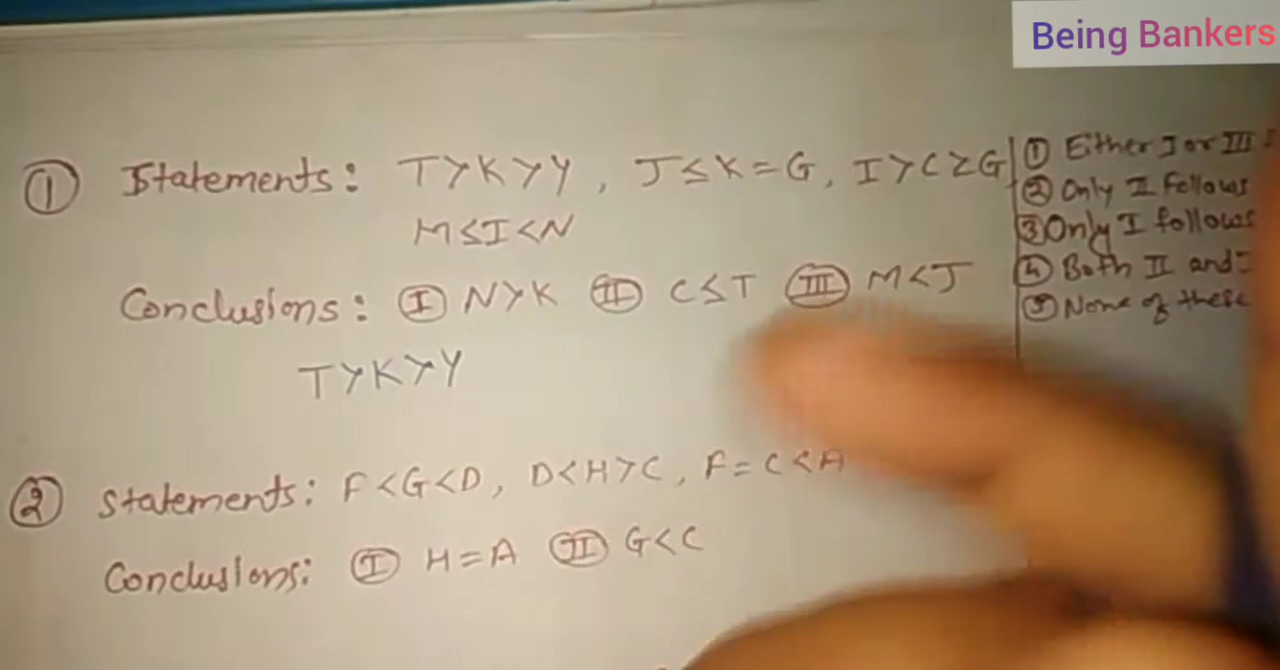 Being Bankers
① Statements: T>K>Y, J≤K=G, I>C≥G
M≤I<N
Conclusions: Ⓘ N>K Ⓘⓘ C≤T Ⓘⓘⓘ M<J
① Either I or III
② Only II Follows
③ Only I follows
④ Both II and
⑤ None of these
T>K>Y
② Statements: F<G<D, D<H>C, F=C<A
Conclusions: Ⓘ H=A Ⓘⓘ G<C